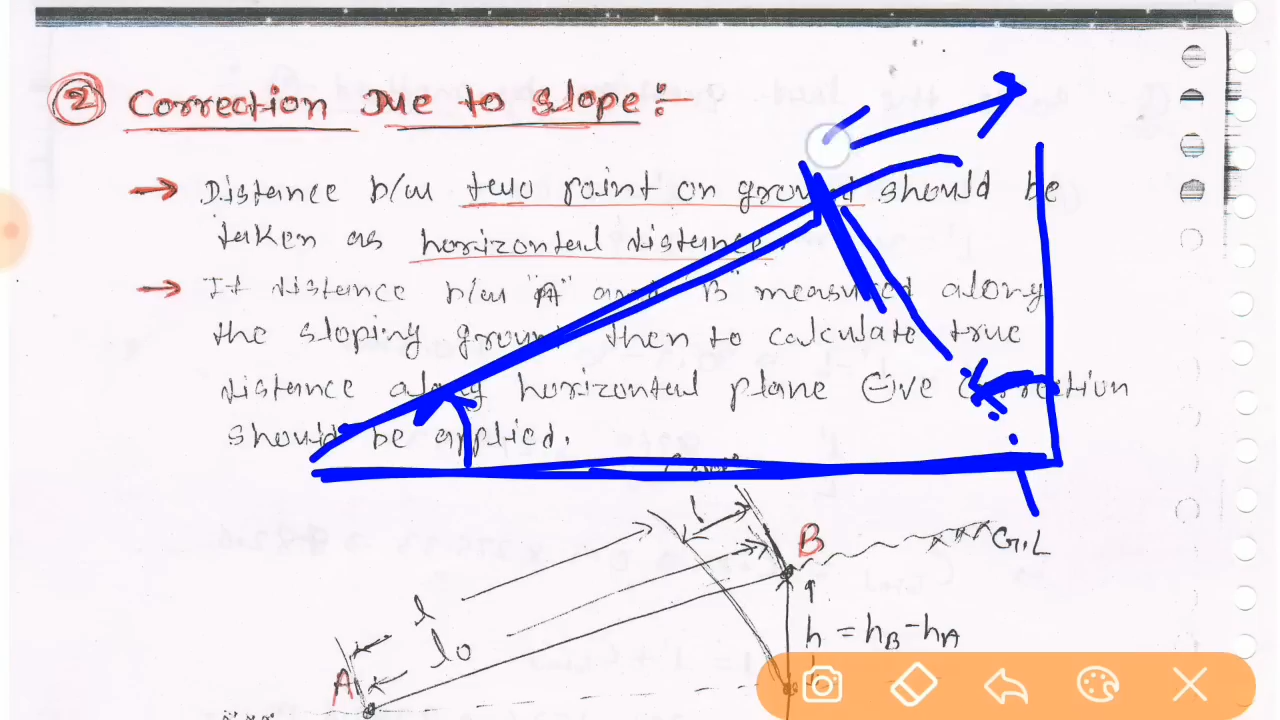 ② Correction Due to Slope :-
→ Distance b/w two point on ground should be
taken as horizontal distance.
→ If distance b/w "A" and "B" measured along
the sloping ground then to calculate true
distance along horizontal plane ⊖ive correction
should be applied.
l
B
G.L
l
l₀
h = hB - hA
A